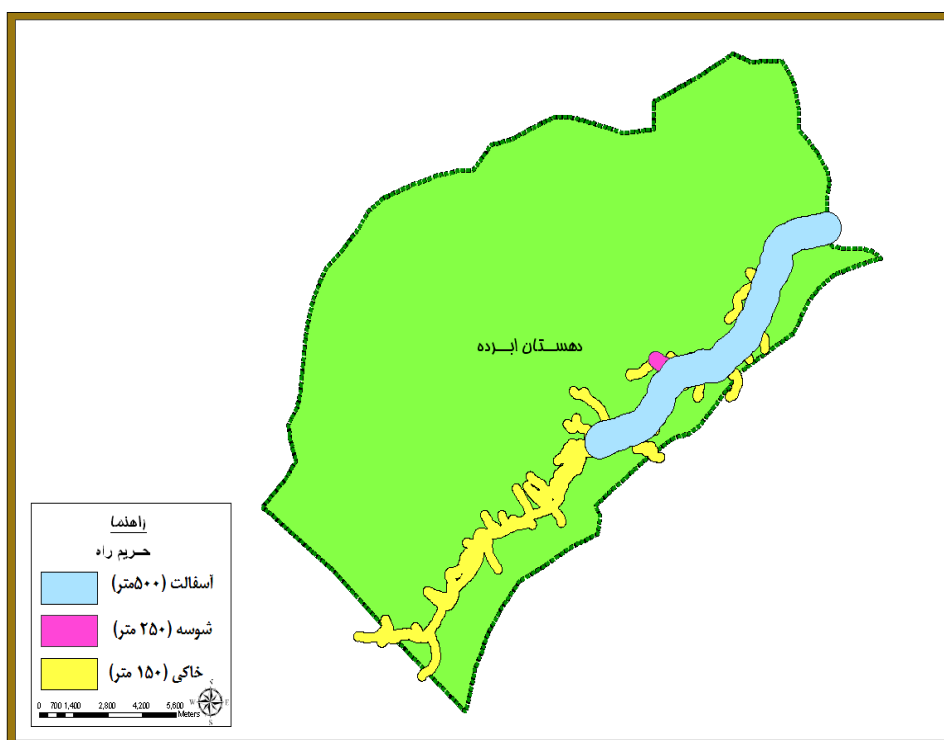 دهستان ابرده
راهنما
حریم راه
آسفالت (۵۰۰متر)
شوسه (۲۵۰ متر)
خاکی (۱۵۰ متر)
0 700 1,400 2,800 4,200 5,600
Meters
S
W E
S